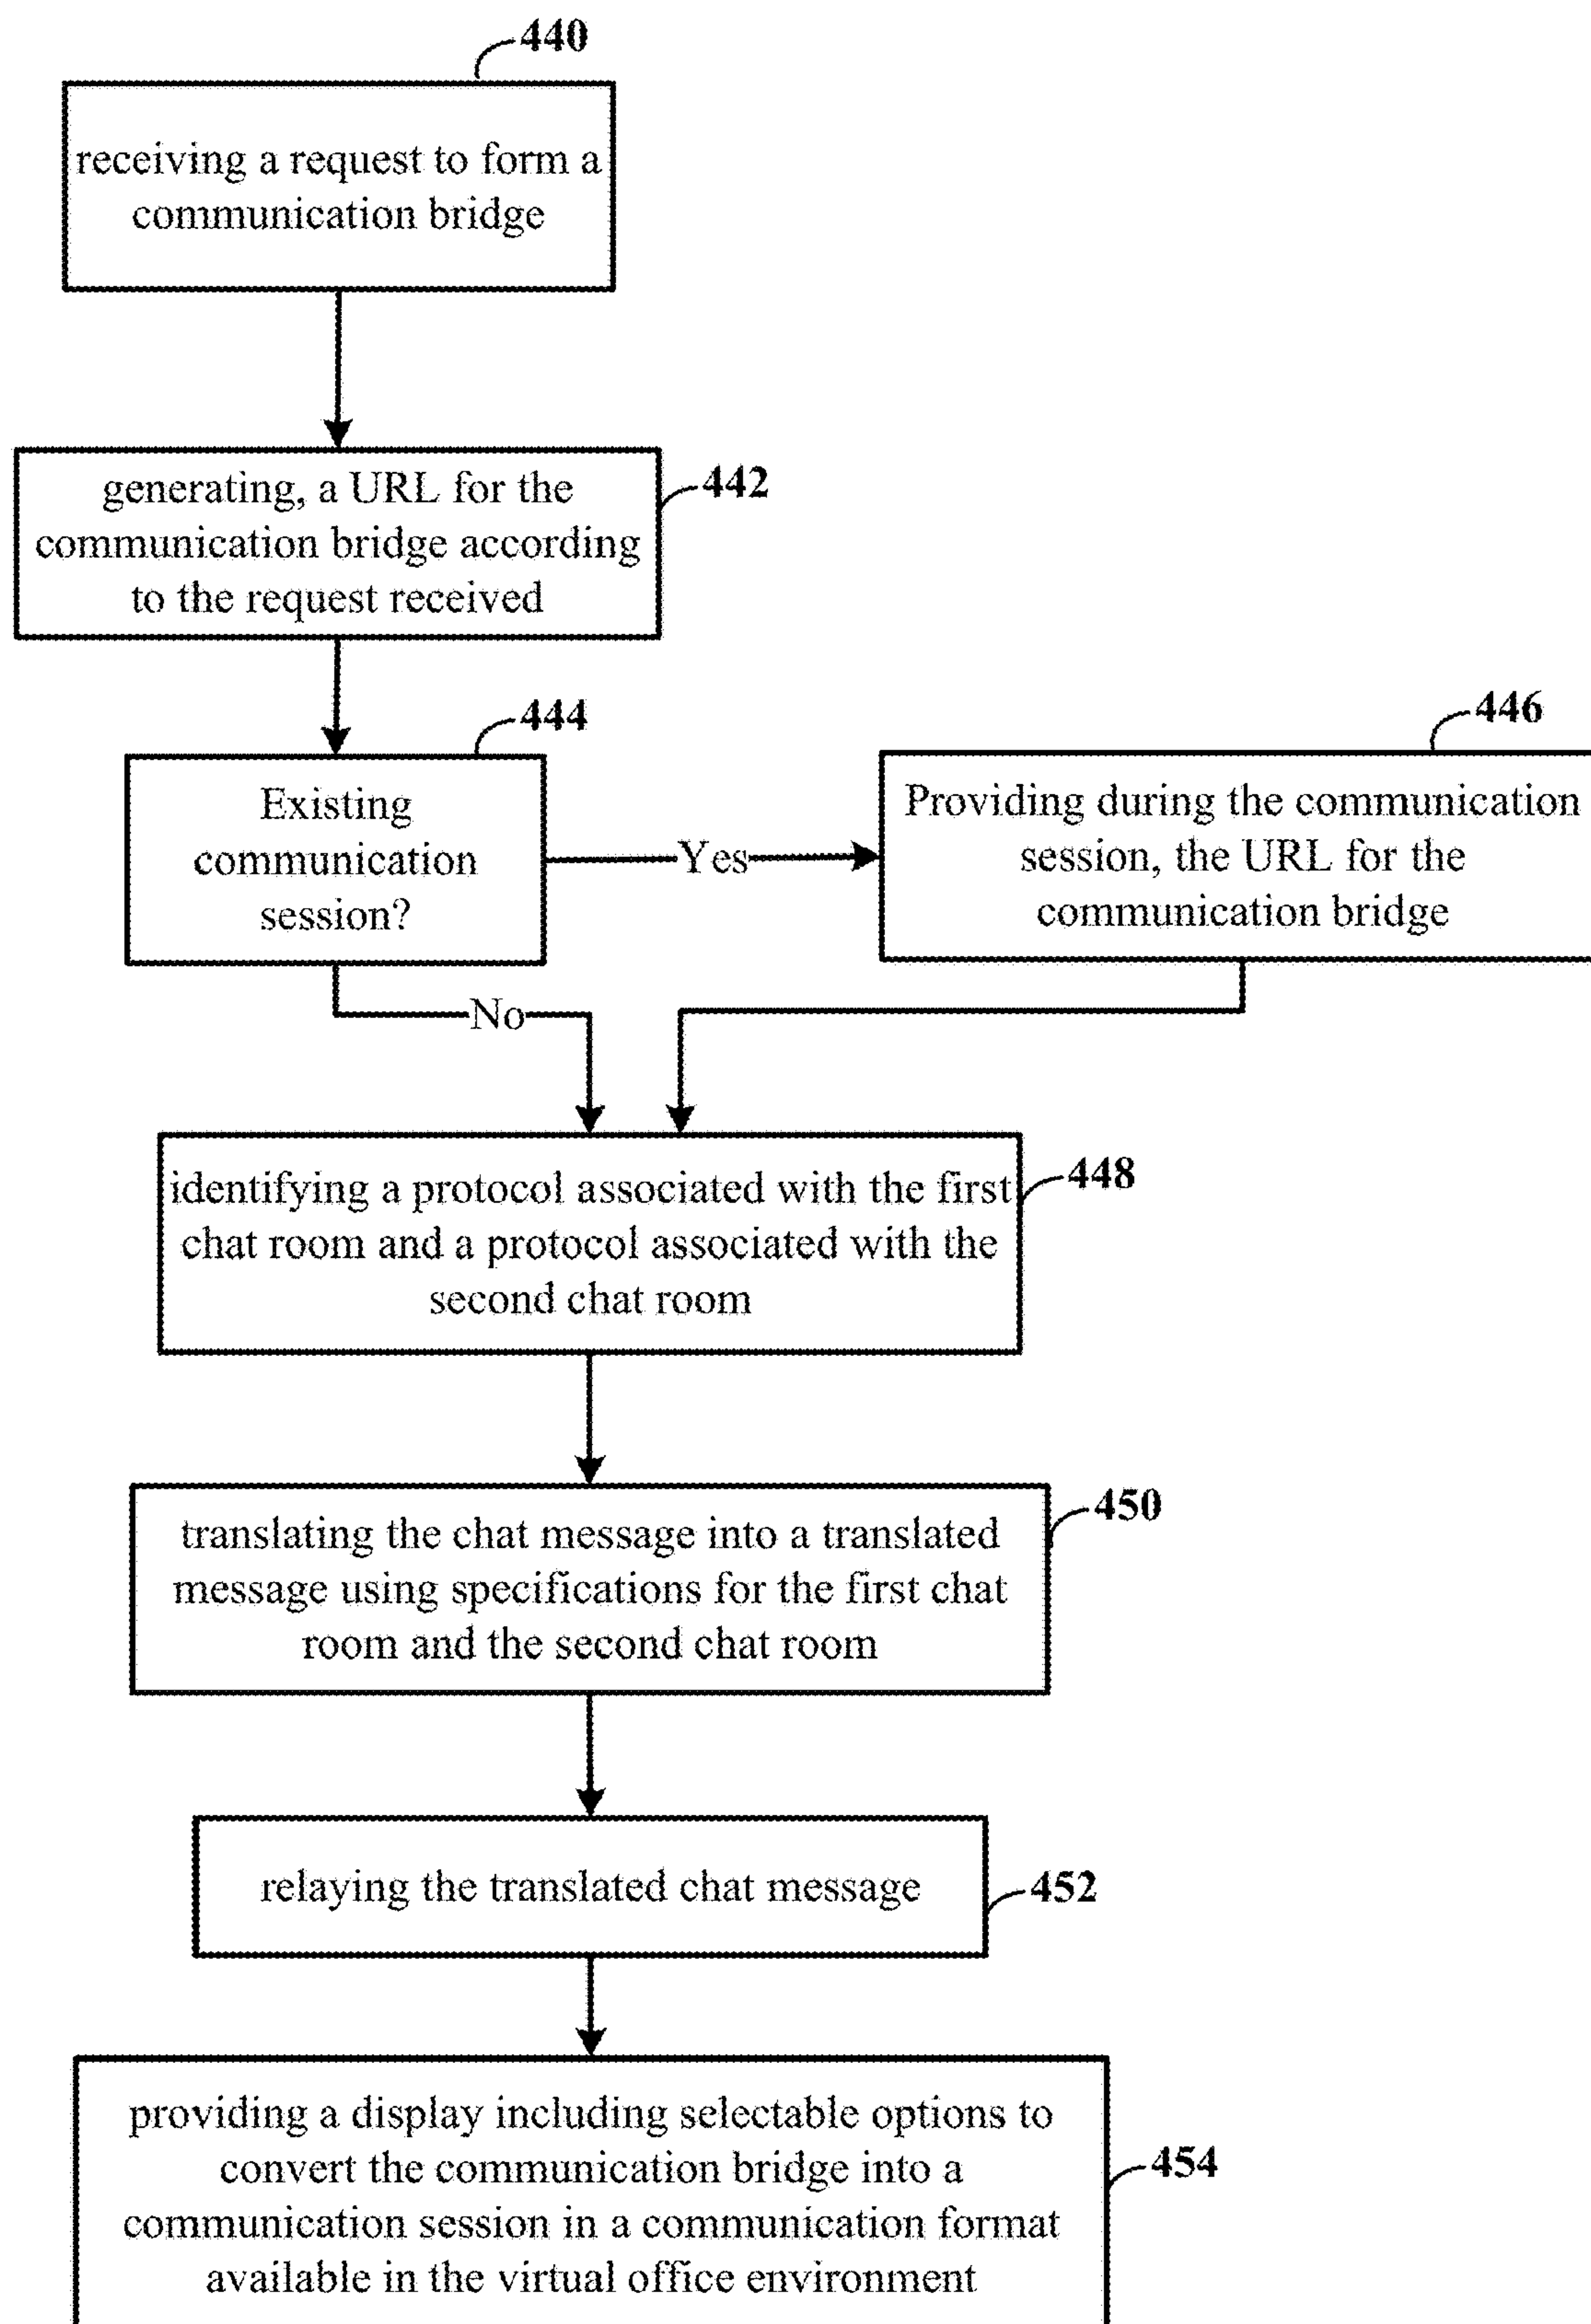 440
receiving a request to form a
communication bridge
generating, a URL for the
communication bridge according
to the request received
442
444
Existing
communication
session?
Yes
446
Providing during the communication
session, the URL for the
communication bridge
No
identifying a protocol associated with the first
chat room and a protocol associated with the
second chat room
448
translating the chat message into a translated
message using specifications for the first chat
room and the second chat room
450
relaying the translated chat message
452
providing a display including selectable options to
convert the communication bridge into a
communication session in a communication format
available in the virtual office environment
454